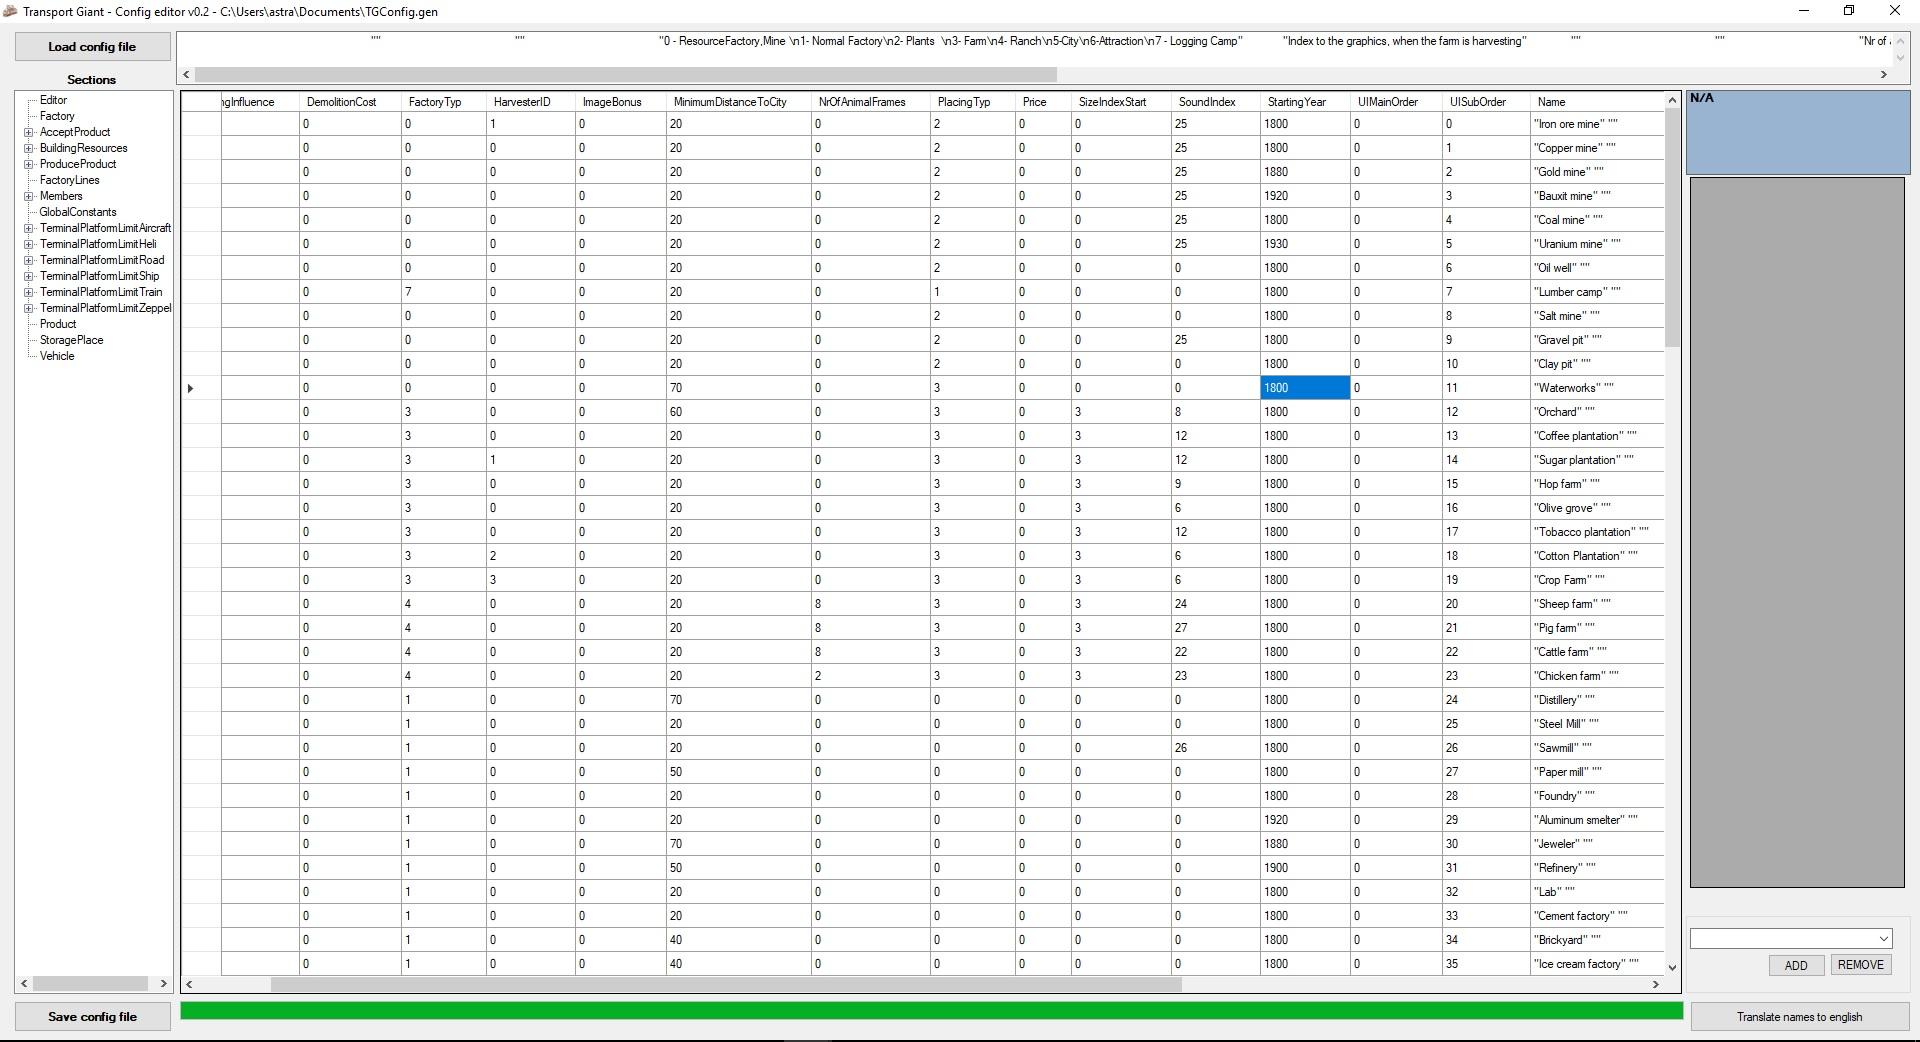 Transport Giant - Config editor v0.2 - C:\Users\astra\Documents\TGConfig.gen
Load config file
"" "" "0 - ResourceFactory,Mine \n1- Normal Factory\n2- Plants \n3- Farm\n4- Ranch\n5-City\n6-Attraction\n7 - Logging Camp" "Index to the graphics, when the farm is harvesting" "" "" "Nr of
Sections
Editor
Factory
AcceptProduct
BuildingResources
ProduceProduct
FactoryLines
Members
GlobalConstants
TerminalPlatformLimitAircraft
TerminalPlatformLimitHeli
TerminalPlatformLimitRoad
TerminalPlatformLimitShip
TerminalPlatformLimitTrain
TerminalPlatformLimitZeppel
Product
StoragePlace
Vehicle
ngInfluence DemolitionCost FactoryTyp HarvesterID ImageBonus MinimumDistanceToCity NrOfAnimalFrames PlacingTyp Price SizeIndexStart SoundIndex StartingYear UIMainOrder UISubOrder Name
0 0 1 0 20 0 2 0 0 25 1800 0 0 "Iron ore mine" ""
0 0 0 0 20 0 2 0 0 25 1800 0 1 "Copper mine" ""
0 0 0 0 20 0 2 0 0 25 1880 0 2 "Gold mine" ""
0 0 0 0 20 0 2 0 0 25 1920 0 3 "Bauxit mine" ""
0 0 0 0 20 0 2 0 0 25 1800 0 4 "Coal mine" ""
0 0 0 0 20 0 2 0 0 25 1930 0 5 "Uranium mine" ""
0 0 0 0 20 0 2 0 0 0 1800 0 6 "Oil well" ""
0 7 0 0 20 0 1 0 0 0 1800 0 7 "Lumber camp" ""
0 0 0 0 20 0 2 0 0 0 1800 0 8 "Salt mine" ""
0 0 0 0 20 0 2 0 0 25 1800 0 9 "Gravel pit" ""
0 0 0 0 20 0 2 0 0 0 1800 0 10 "Clay pit" ""
0 0 0 0 70 0 3 0 0 0 1800 0 11 "Waterworks" ""
0 3 0 0 60 0 3 0 3 8 1800 0 12 "Orchard" ""
0 3 0 0 20 0 3 0 3 12 1800 0 13 "Coffee plantation" ""
0 3 1 0 20 0 3 0 3 12 1800 0 14 "Sugar plantation" ""
0 3 0 0 20 0 3 0 3 9 1800 0 15 "Hop farm" ""
0 3 0 0 20 0 3 0 3 6 1800 0 16 "Olive grove" ""
0 3 0 0 20 0 3 0 3 12 1800 0 17 "Tobacco plantation" ""
0 3 2 0 20 0 3 0 3 6 1800 0 18 "Cotton Plantation" ""
0 3 3 0 20 0 3 0 3 6 1800 0 19 "Crop Farm" ""
0 4 0 0 20 8 3 0 3 24 1800 0 20 "Sheep farm" ""
0 4 0 0 20 8 3 0 3 27 1800 0 21 "Pig farm" ""
0 4 0 0 20 8 3 0 3 22 1800 0 22 "Cattle farm" ""
0 4 0 0 20 2 3 0 3 23 1800 0 23 "Chicken farm" ""
0 1 0 0 70 0 0 0 0 0 1800 0 24 "Distillery" ""
0 1 0 0 20 0 0 0 0 0 1800 0 25 "Steel Mill" ""
0 1 0 0 20 0 0 0 0 26 1800 0 26 "Sawmill" ""
0 1 0 0 50 0 0 0 0 0 1800 0 27 "Paper mill" ""
0 1 0 0 20 0 0 0 0 0 1800 0 28 "Foundry" ""
0 1 0 0 20 0 0 0 0 0 1920 0 29 "Aluminum smelter" ""
0 1 0 0 70 0 0 0 0 0 1880 0 30 "Jeweler" ""
0 1 0 0 50 0 0 0 0 0 1900 0 31 "Refinery" ""
0 1 0 0 20 0 0 0 0 0 1800 0 32 "Lab" ""
0 1 0 0 20 0 0 0 0 0 1800 0 33 "Cement factory" ""
0 1 0 0 40 0 0 0 0 0 1800 0 34 "Brickyard" ""
0 1 0 0 40 0 0 0 0 0 1800 0 35 "Ice cream factory" ""
N/A
ADD REMOVE
Save config file
Translate names to english